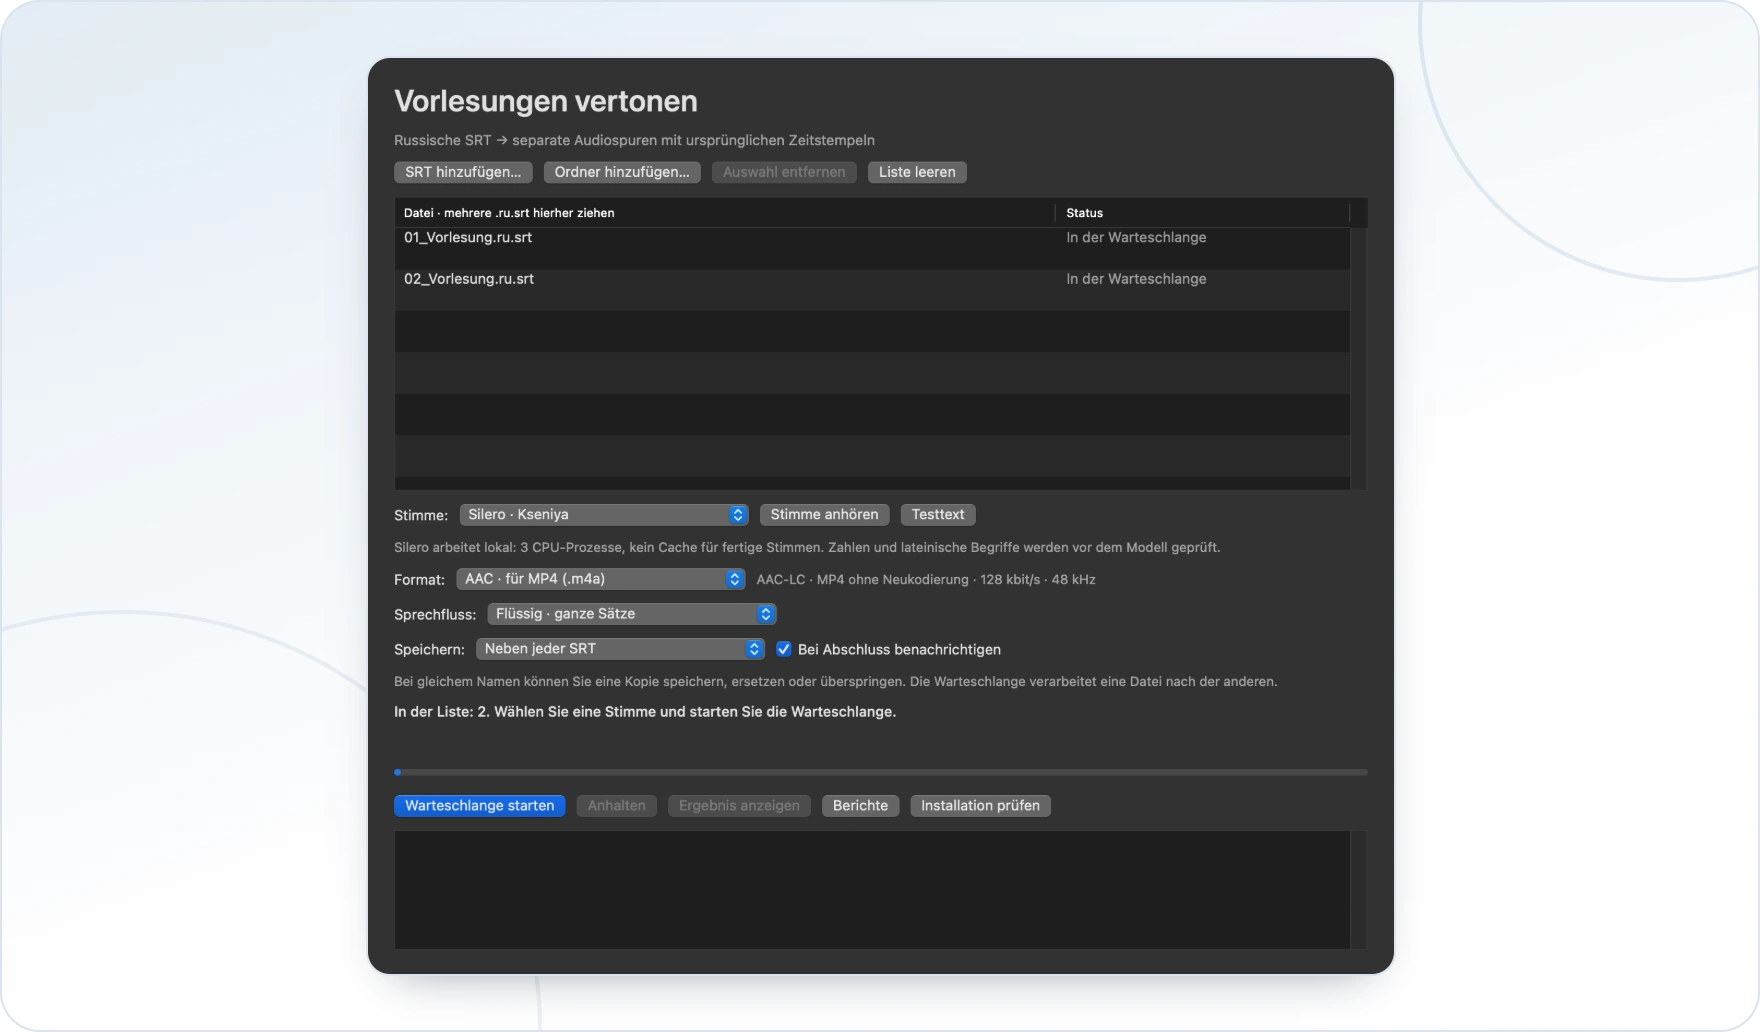 Vorlesungen vertonen
Russische SRT → separate Audiospuren mit ursprünglichen Zeitstempeln
SRT hinzufügen... Ordner hinzufügen... Auswahl entfernen Liste leeren
Datei · mehrere .ru.srt hierher ziehen Status
01_Vorlesung.ru.srt In der Warteschlange
02_Vorlesung.ru.srt In der Warteschlange
Stimme: Silero · Kseniya Stimme anhören Testtext
Silero arbeitet lokal: 3 CPU-Prozesse, kein Cache für fertige Stimmen. Zahlen und lateinische Begriffe werden vor dem Modell geprüft.
Format: AAC · für MP4 (.m4a) AAC-LC · MP4 ohne Neukodierung · 128 kbit/s · 48 kHz
Sprechfluss: Flüssig · ganze Sätze
Speichern: Neben jeder SRT Bei Abschluss benachrichtigen
Bei gleichem Namen können Sie eine Kopie speichern, ersetzen oder überspringen. Die Warteschlange verarbeitet eine Datei nach der anderen.
In der Liste: 2. Wählen Sie eine Stimme und starten Sie die Warteschlange.
Warteschlange starten Anhalten Ergebnis anzeigen Berichte Installation prüfen